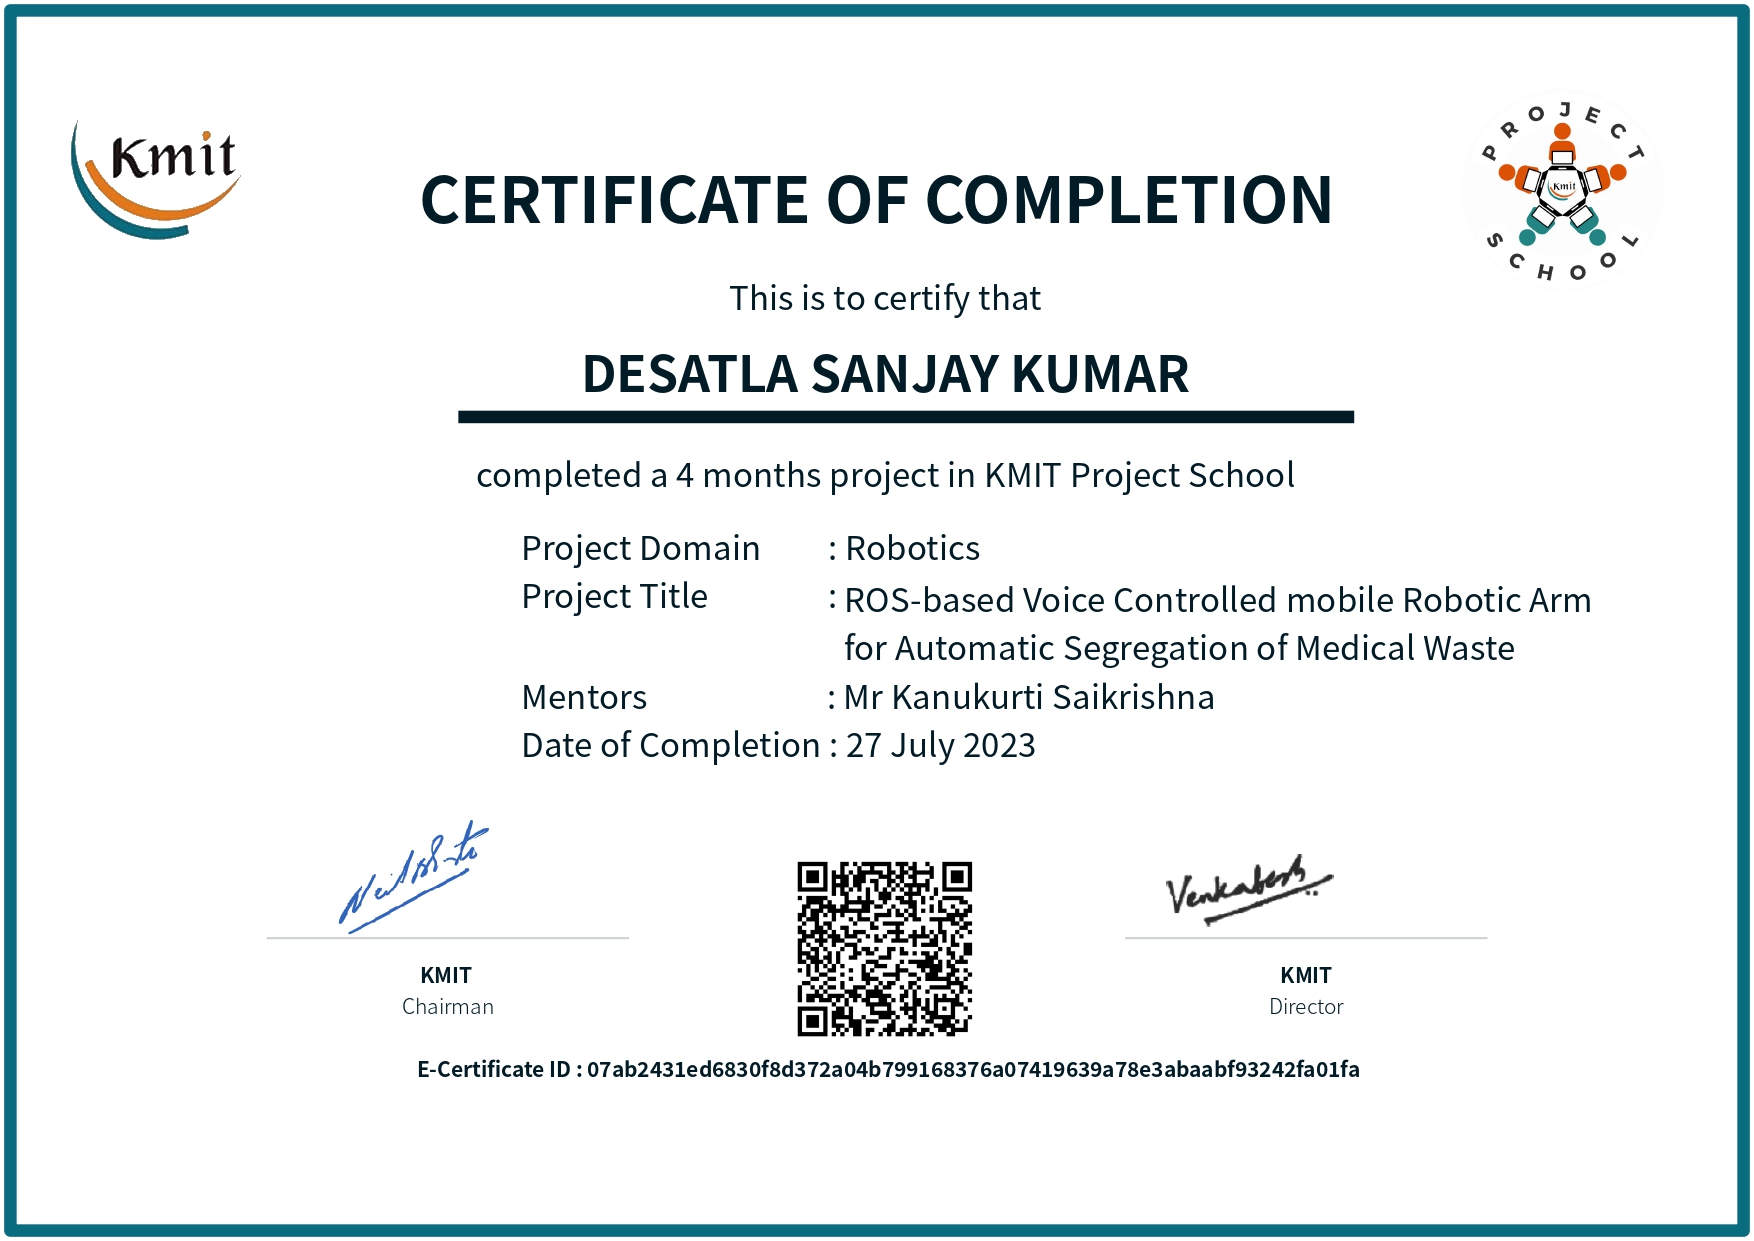 Kmit
PROJECT
Kmit
SCHOOL
CERTIFICATE OF COMPLETION
This is to certify that
DESATLA SANJAY KUMAR
completed a 4 months project in KMIT Project School
Project Domain : Robotics
Project Title : ROS-based Voice Controlled mobile Robotic Arm
for Automatic Segregation of Medical Waste
Mentors : Mr Kanukurti Saikrishna
Date of Completion : 27 July 2023
Venkatesh
KMIT
Chairman
KMIT
Director
E-Certificate ID : 07ab2431ed6830f8d372a04b799168376a07419639a78e3abaabf93242fa01fa